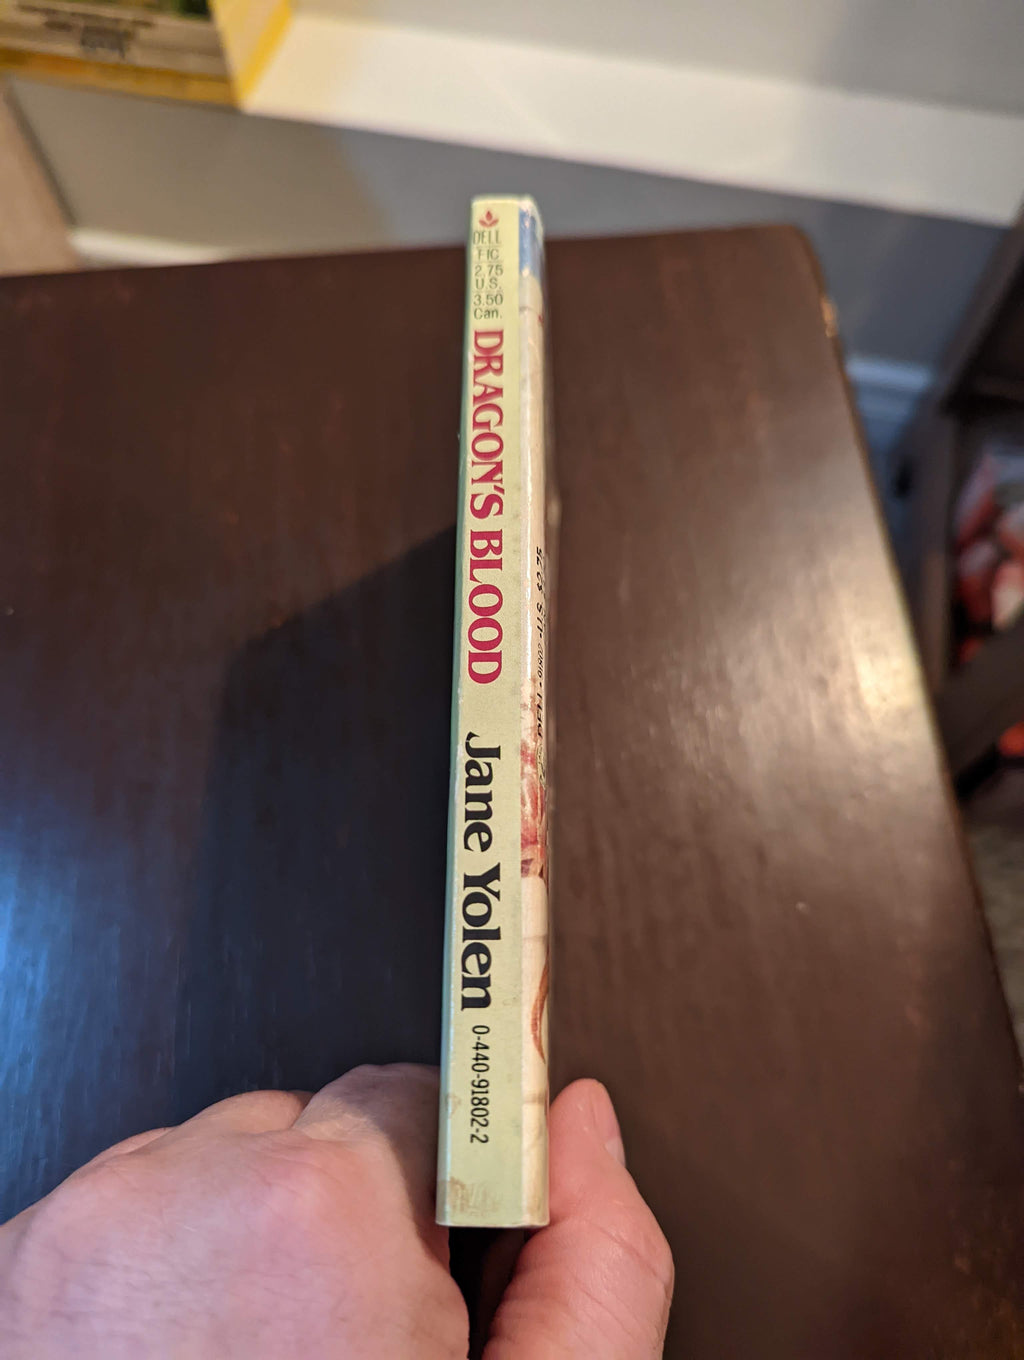 DELL
FIC
2.75
U.S.
3.50
Can.
DRAGON'S BLOOD
Jane Yolen
0-440-91802-2